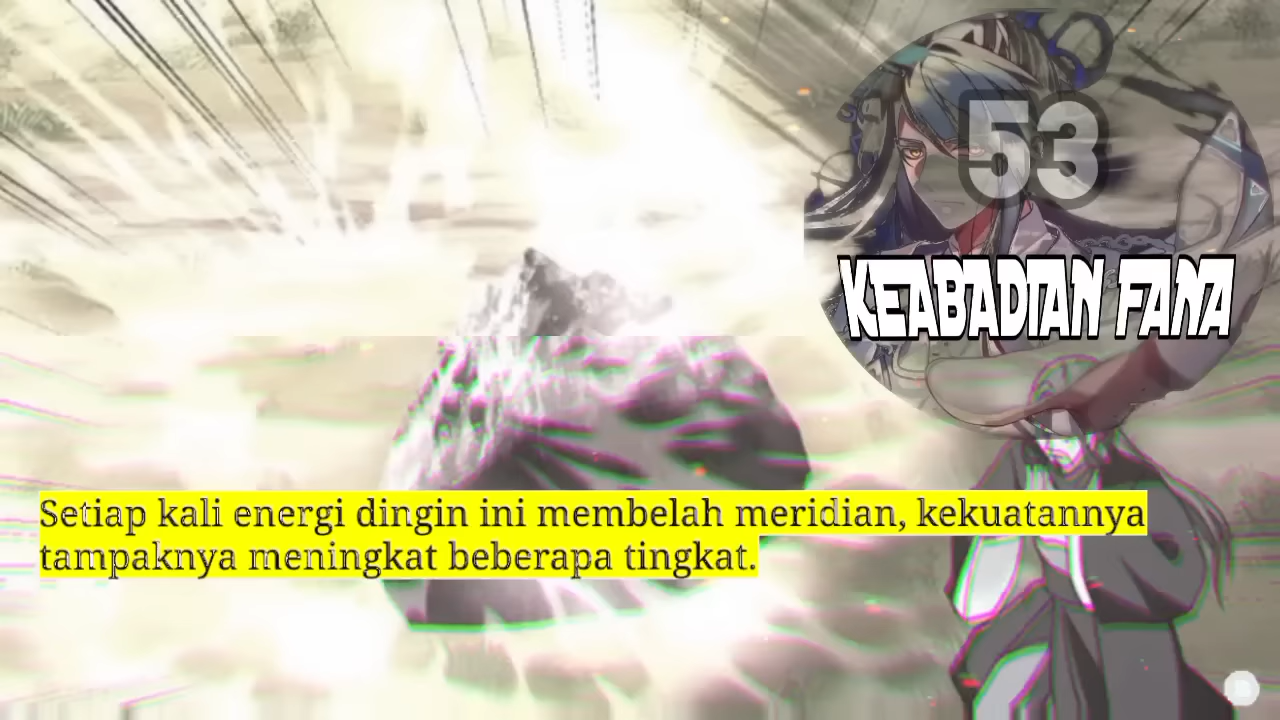 53
KEABADIAN FANA
Setiap kali energi dingin ini membelah meridian, kekuatannya
tampaknya meningkat beberapa tingkat.